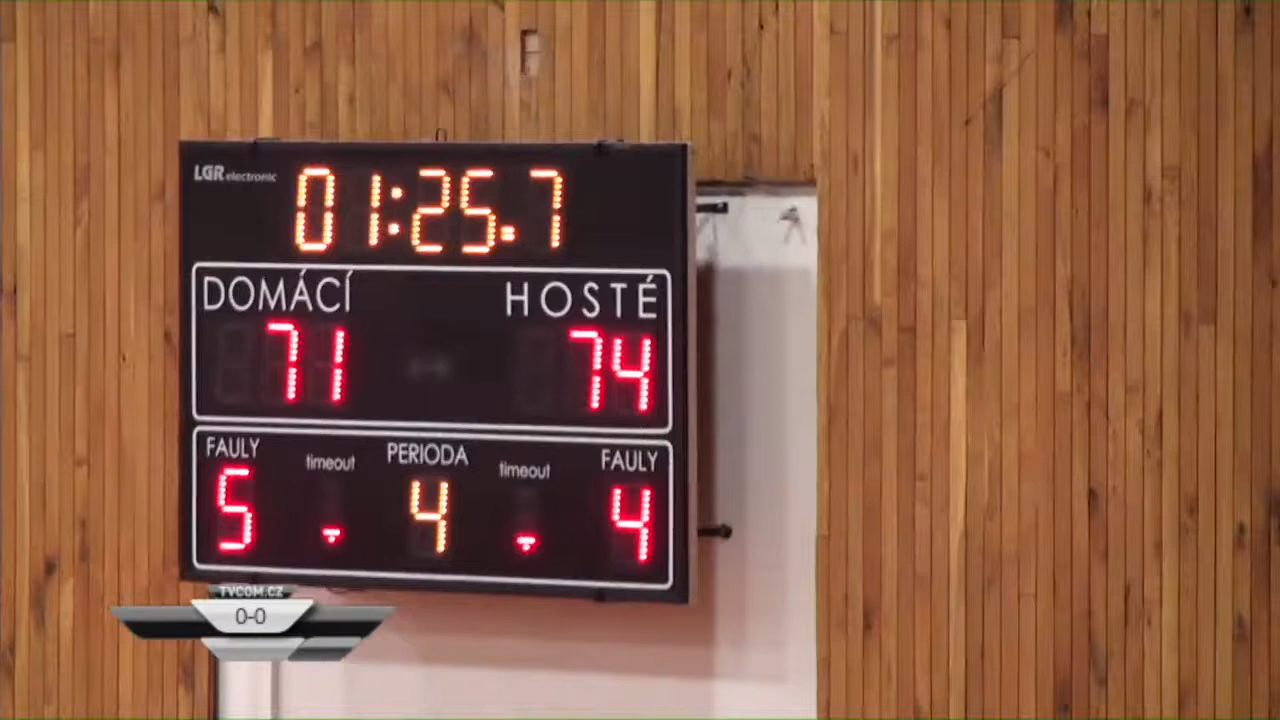 LGR electronic
01:25.7
DOMÁCÍ HOSTÉ
71 74
FAULY timeout PERIODA timeout FAULY
5 4 4
TVCOM.CZ
0-0